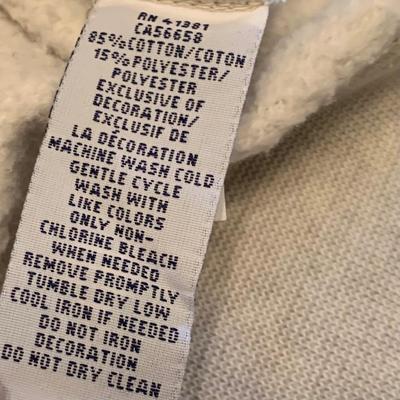 RN 41381
CA56658
85%COTTON/COTON
15%POLYESTER/
POLYESTER
EXCLUSIVE OF
DECORATION/
EXCLUSIF DE
LA DÉCORATION
MACHINE WASH COLD
GENTLE CYCLE
WASH WITH
LIKE COLORS
ONLY NON-
CHLORINE BLEACH
WHEN NEEDED
REMOVE PROMPTLY
TUMBLE DRY LOW
COOL IRON IF NEEDED
DO NOT IRON
DECORATION
DO NOT DRY CLEAN